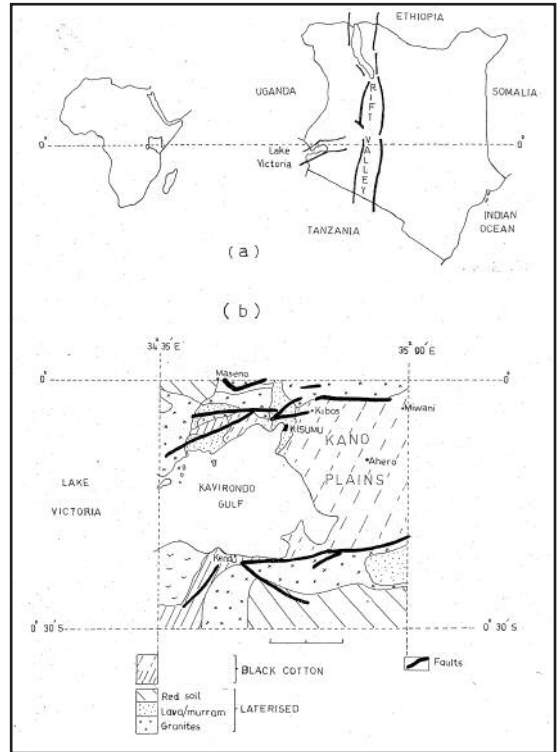 ETHIOPIA
UGANDA
SOMALIA
RIFT VALLEY
0°
0°
Lake
Victoria
INDIAN
OCEAN
TANZANIA
(a)
(b)
34° 35' E
35° 00' E
Maseno
0°
0°
Kibos
Miwani
KISUMU
KANO
Ahero
PLAINS
LAKE
VICTORIA
KAVIRONDO
GULF
Kendu
0° 30' S
0° 30' S
BLACK COTTON
Faults
Red soil
Lava/murram
LATERISED
Granites